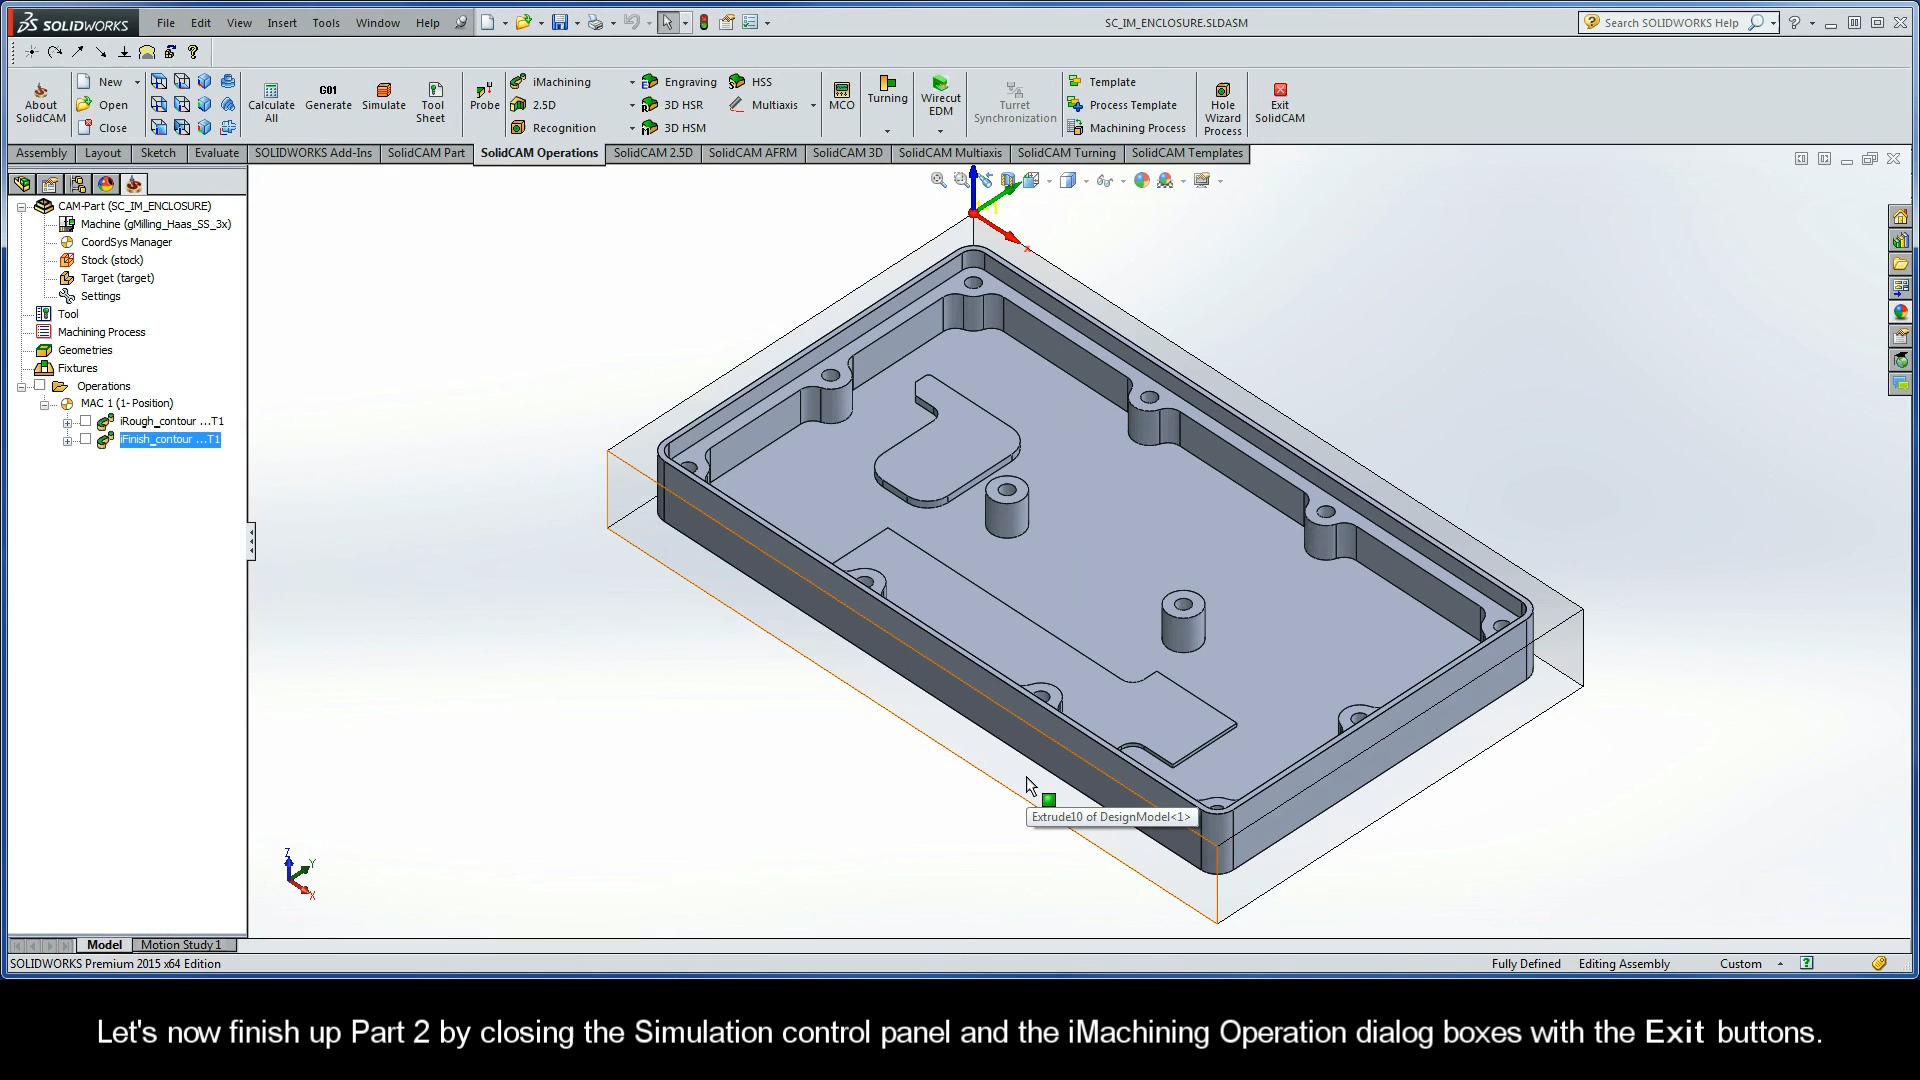 SOLIDWORKS File Edit View Insert Tools Window Help SC_IM_ENCLOSURE.SLDASM Search SOLIDWORKS Help
New iMachining Engraving HSS Template
About SolidCAM Open Calculate All G01 Generate Simulate Tool Sheet Probe 2.5D 3D HSR Multiaxis MCO Turning Wirecut EDM Turret Synchronization Process Template Hole Wizard Process Exit SolidCAM
Close Recognition 3D HSM Machining Process
Assembly Layout Sketch Evaluate SOLIDWORKS Add-Ins SolidCAM Part SolidCAM Operations SolidCAM 2.5D SolidCAM AFRM SolidCAM 3D SolidCAM Multiaxis SolidCAM Turning SolidCAM Templates
CAM-Part (SC_IM_ENCLOSURE)
Machine (gMilling_Haas_SS_3x)
CoordSys Manager
Stock (stock)
Target (target)
Settings
Tool
Machining Process
Geometries
Fixtures
Operations
MAC 1 (1- Position)
iRough_contour ...T1
iFinish_contour ...T1
Extrude10 of DesignModel<1>
Z
Y
X
Model Motion Study 1
SOLIDWORKS Premium 2015 x64 Edition Fully Defined Editing Assembly Custom
Let's now finish up Part 2 by closing the Simulation control panel and the iMachining Operation dialog boxes with the Exit buttons.